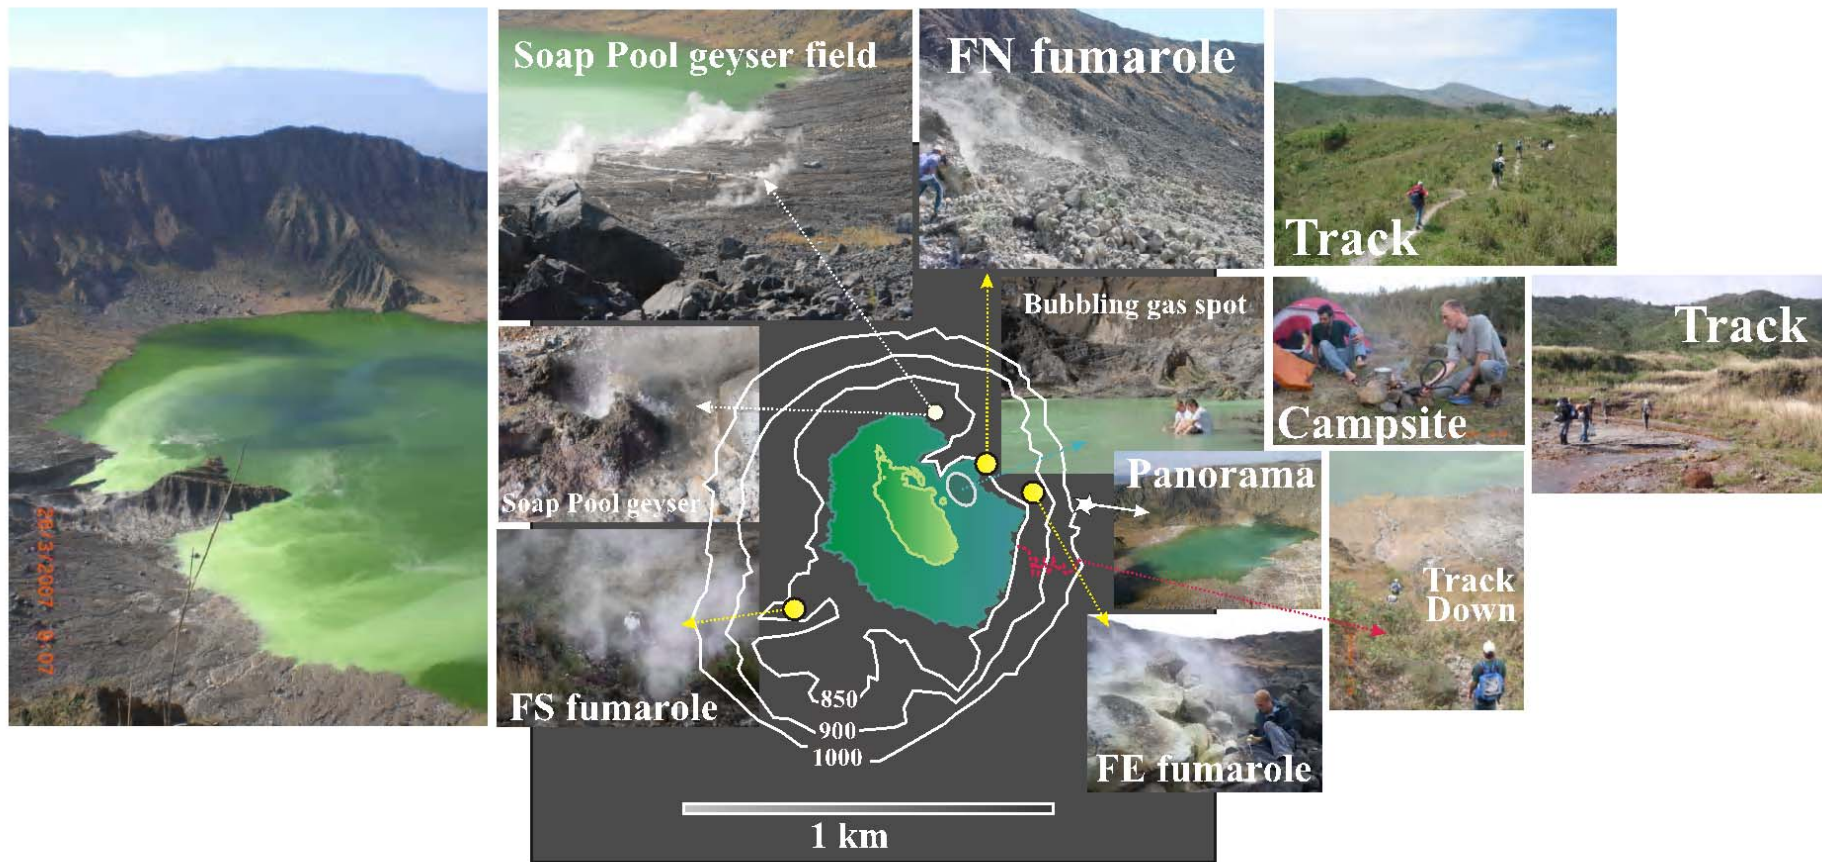 Soap Pool geyser field
FN fumarole
Track
Bubbling gas spot
Track
Campsite
Panorama
Soap Pool geyser
Track
Down
FS fumarole
FE fumarole
850
900
1000
1 km